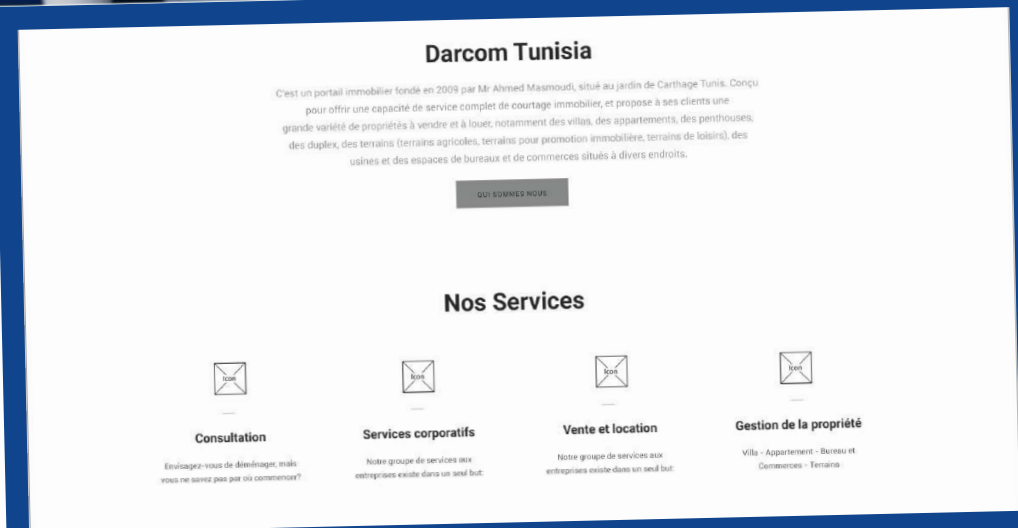 Darcom Tunisia
C'est un portail immobilier fondé en 2009 par Mr Ahmed Masmoudi, situé au jardin de Carthage Tunis. Conçu
pour offrir une capacité de service complet de courtage immobilier, et propose à ses clients une
grande variété de propriétés à vendre et à louer, notamment des villas, des appartements, des penthouses,
des duplex, des terrains (terrains agricoles, terrains pour promotion immobilière, terrains de loisirs), des
usines et des espaces de bureaux et de commerces situés à divers endroits.
QUI SOMMES NOUS
Nos Services
Icon Icon Icon Icon
Consultation
Envisagez-vous de déménager, mais
vous ne savez pas par où commencer?
Services corporatifs
Notre groupe de services aux
entreprises existe dans un seul but:
Vente et location
Notre groupe de services aux
entreprises existe dans un seul but:
Gestion de la propriété
Villa - Appartement - Bureau et
Commerces - Terrains